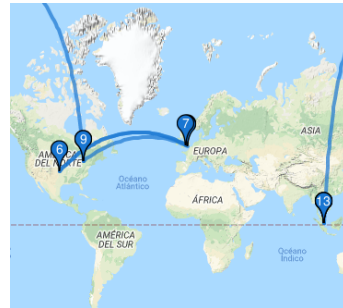 7
9
6
AMÉRICA
DEL NORTE
EUROPA
ASIA
Océano
Atlántico
ÁFRICA
13
AMÉRICA
DEL SUR
Océano
Índico